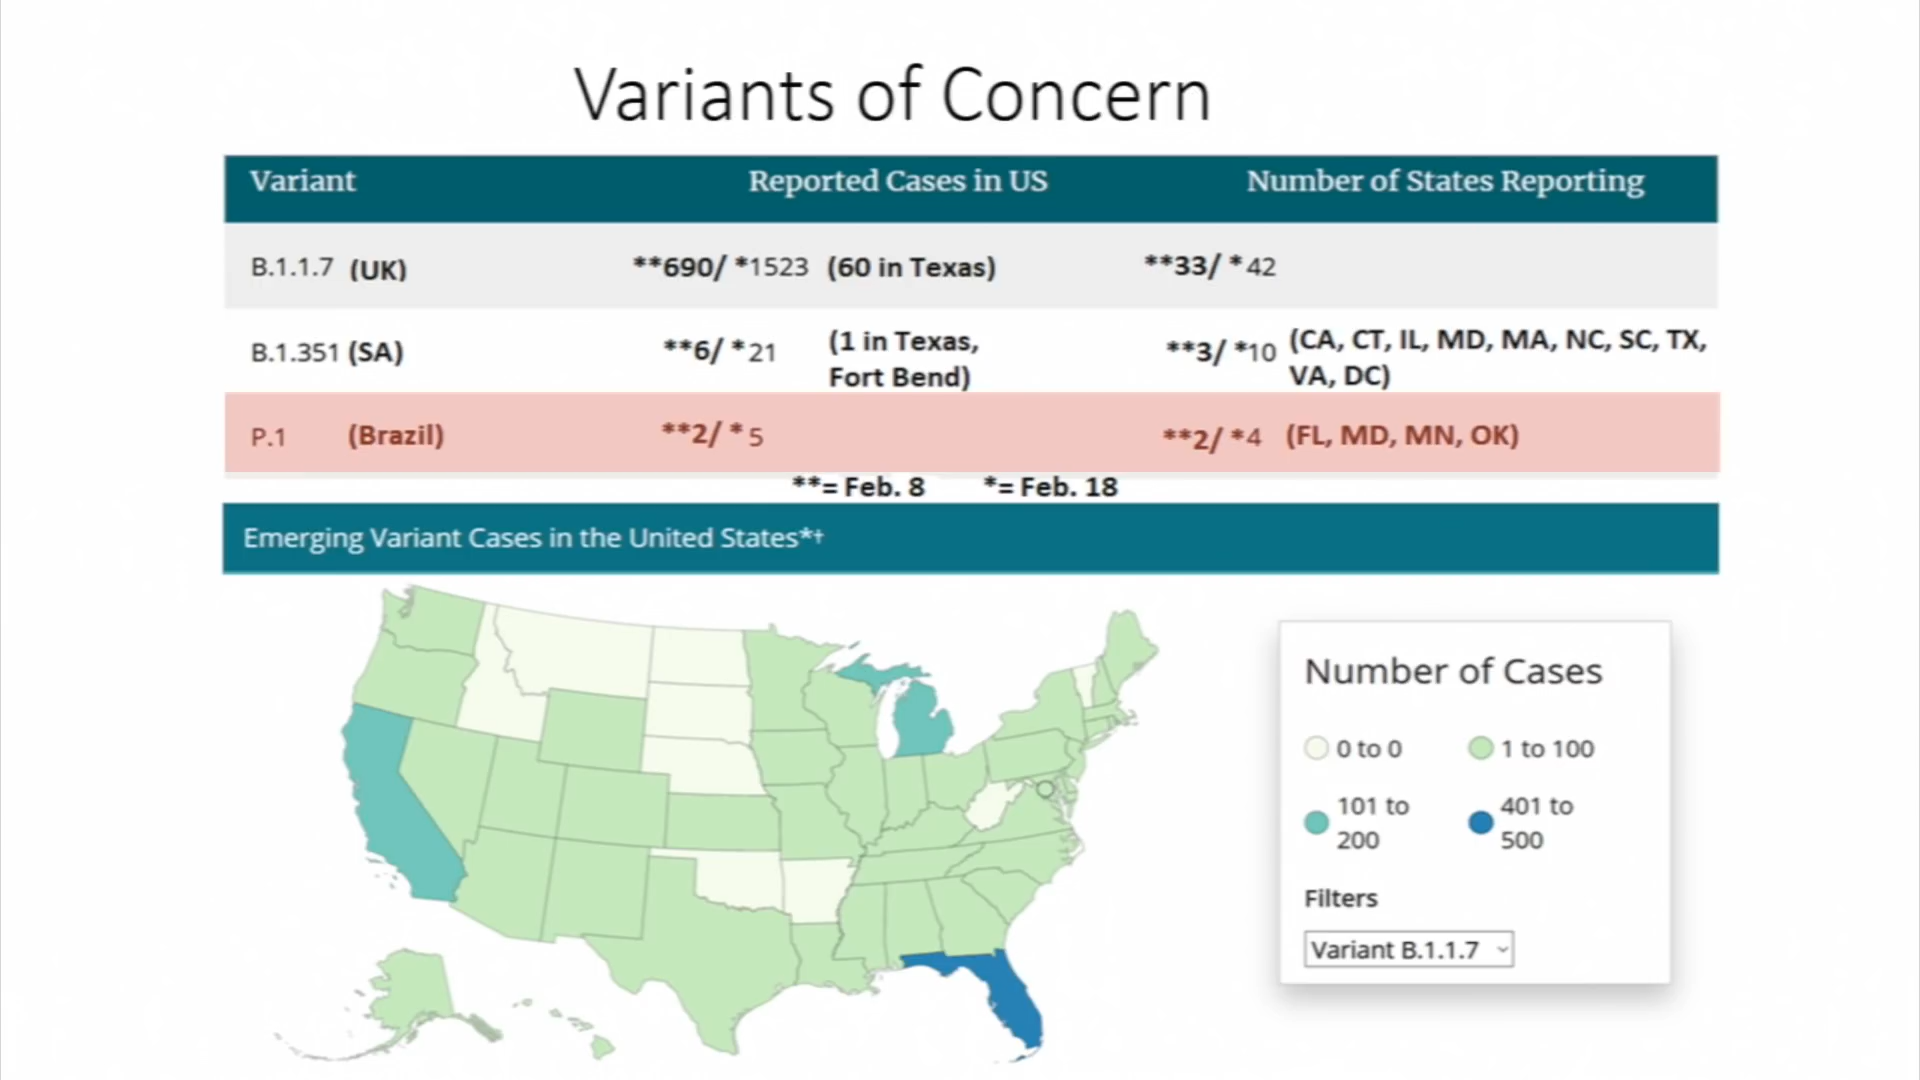 Variants of Concern
Variant Reported Cases in US Number of States Reporting
B.1.1.7 (UK) **690/ *1523 (60 in Texas) **33/ *42
B.1.351 (SA) **6/ *21 (1 in Texas, Fort Bend) **3/ *10 (CA, CT, IL, MD, MA, NC, SC, TX, VA, DC)
P.1 (Brazil) **2/ *5 **2/ *4 (FL, MD, MN, OK)
**= Feb. 8 *= Feb. 18
Emerging Variant Cases in the United States*†
Number of Cases
0 to 0 1 to 100
101 to 200 401 to 500
Filters
Variant B.1.1.7